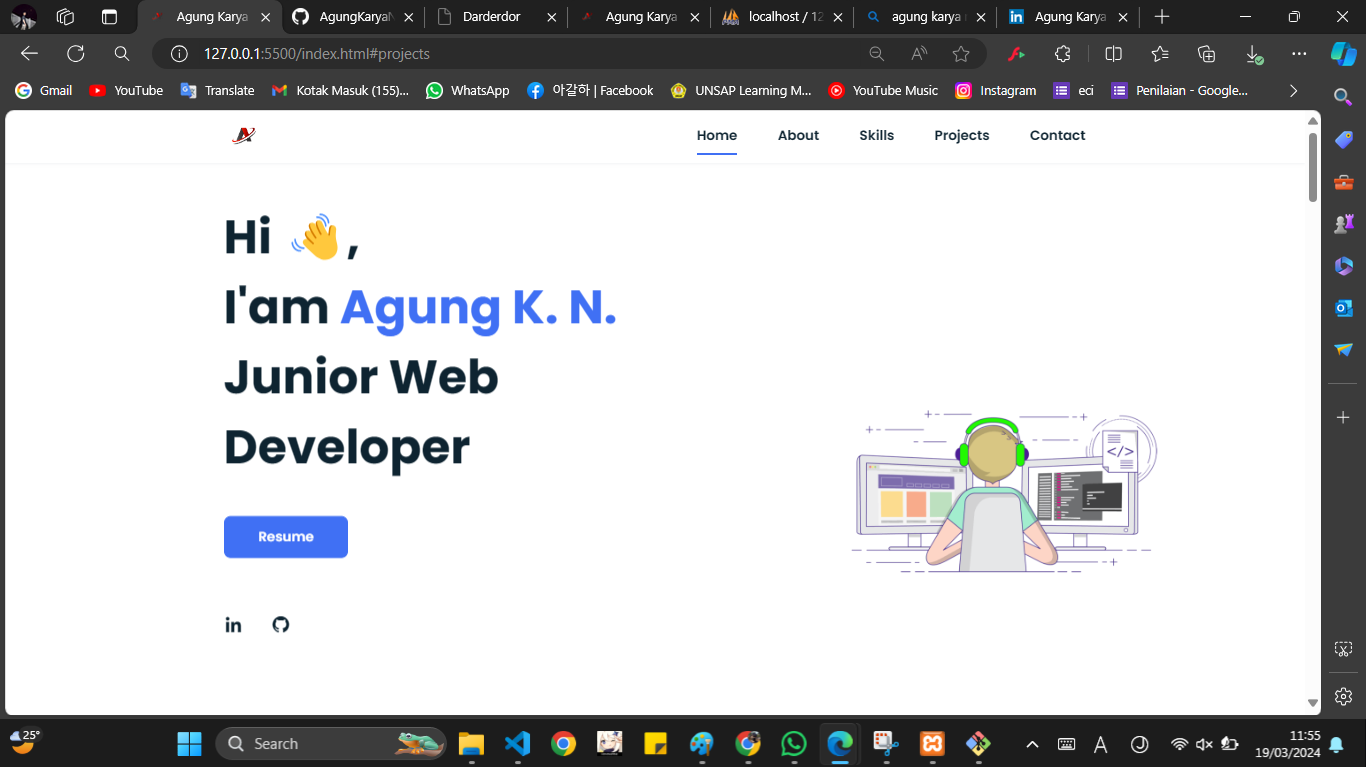 Agung Karya
AgungKaryaN
Darderdor
Agung Karya
localhost / 12
agung karya
Agung Karya
127.0.0.1:5500/index.html#projects
Gmail
YouTube
Translate
Kotak Masuk (155)...
WhatsApp
아갈하 | Facebook
UNSAP Learning M...
YouTube Music
Instagram
eci
Penilaian - Google...
Home
About
Skills
Projects
Contact
Hi 👋,
I'am Agung K. N.
Junior Web
Developer
Resume
</>
25°
Search
11:55
19/03/2024